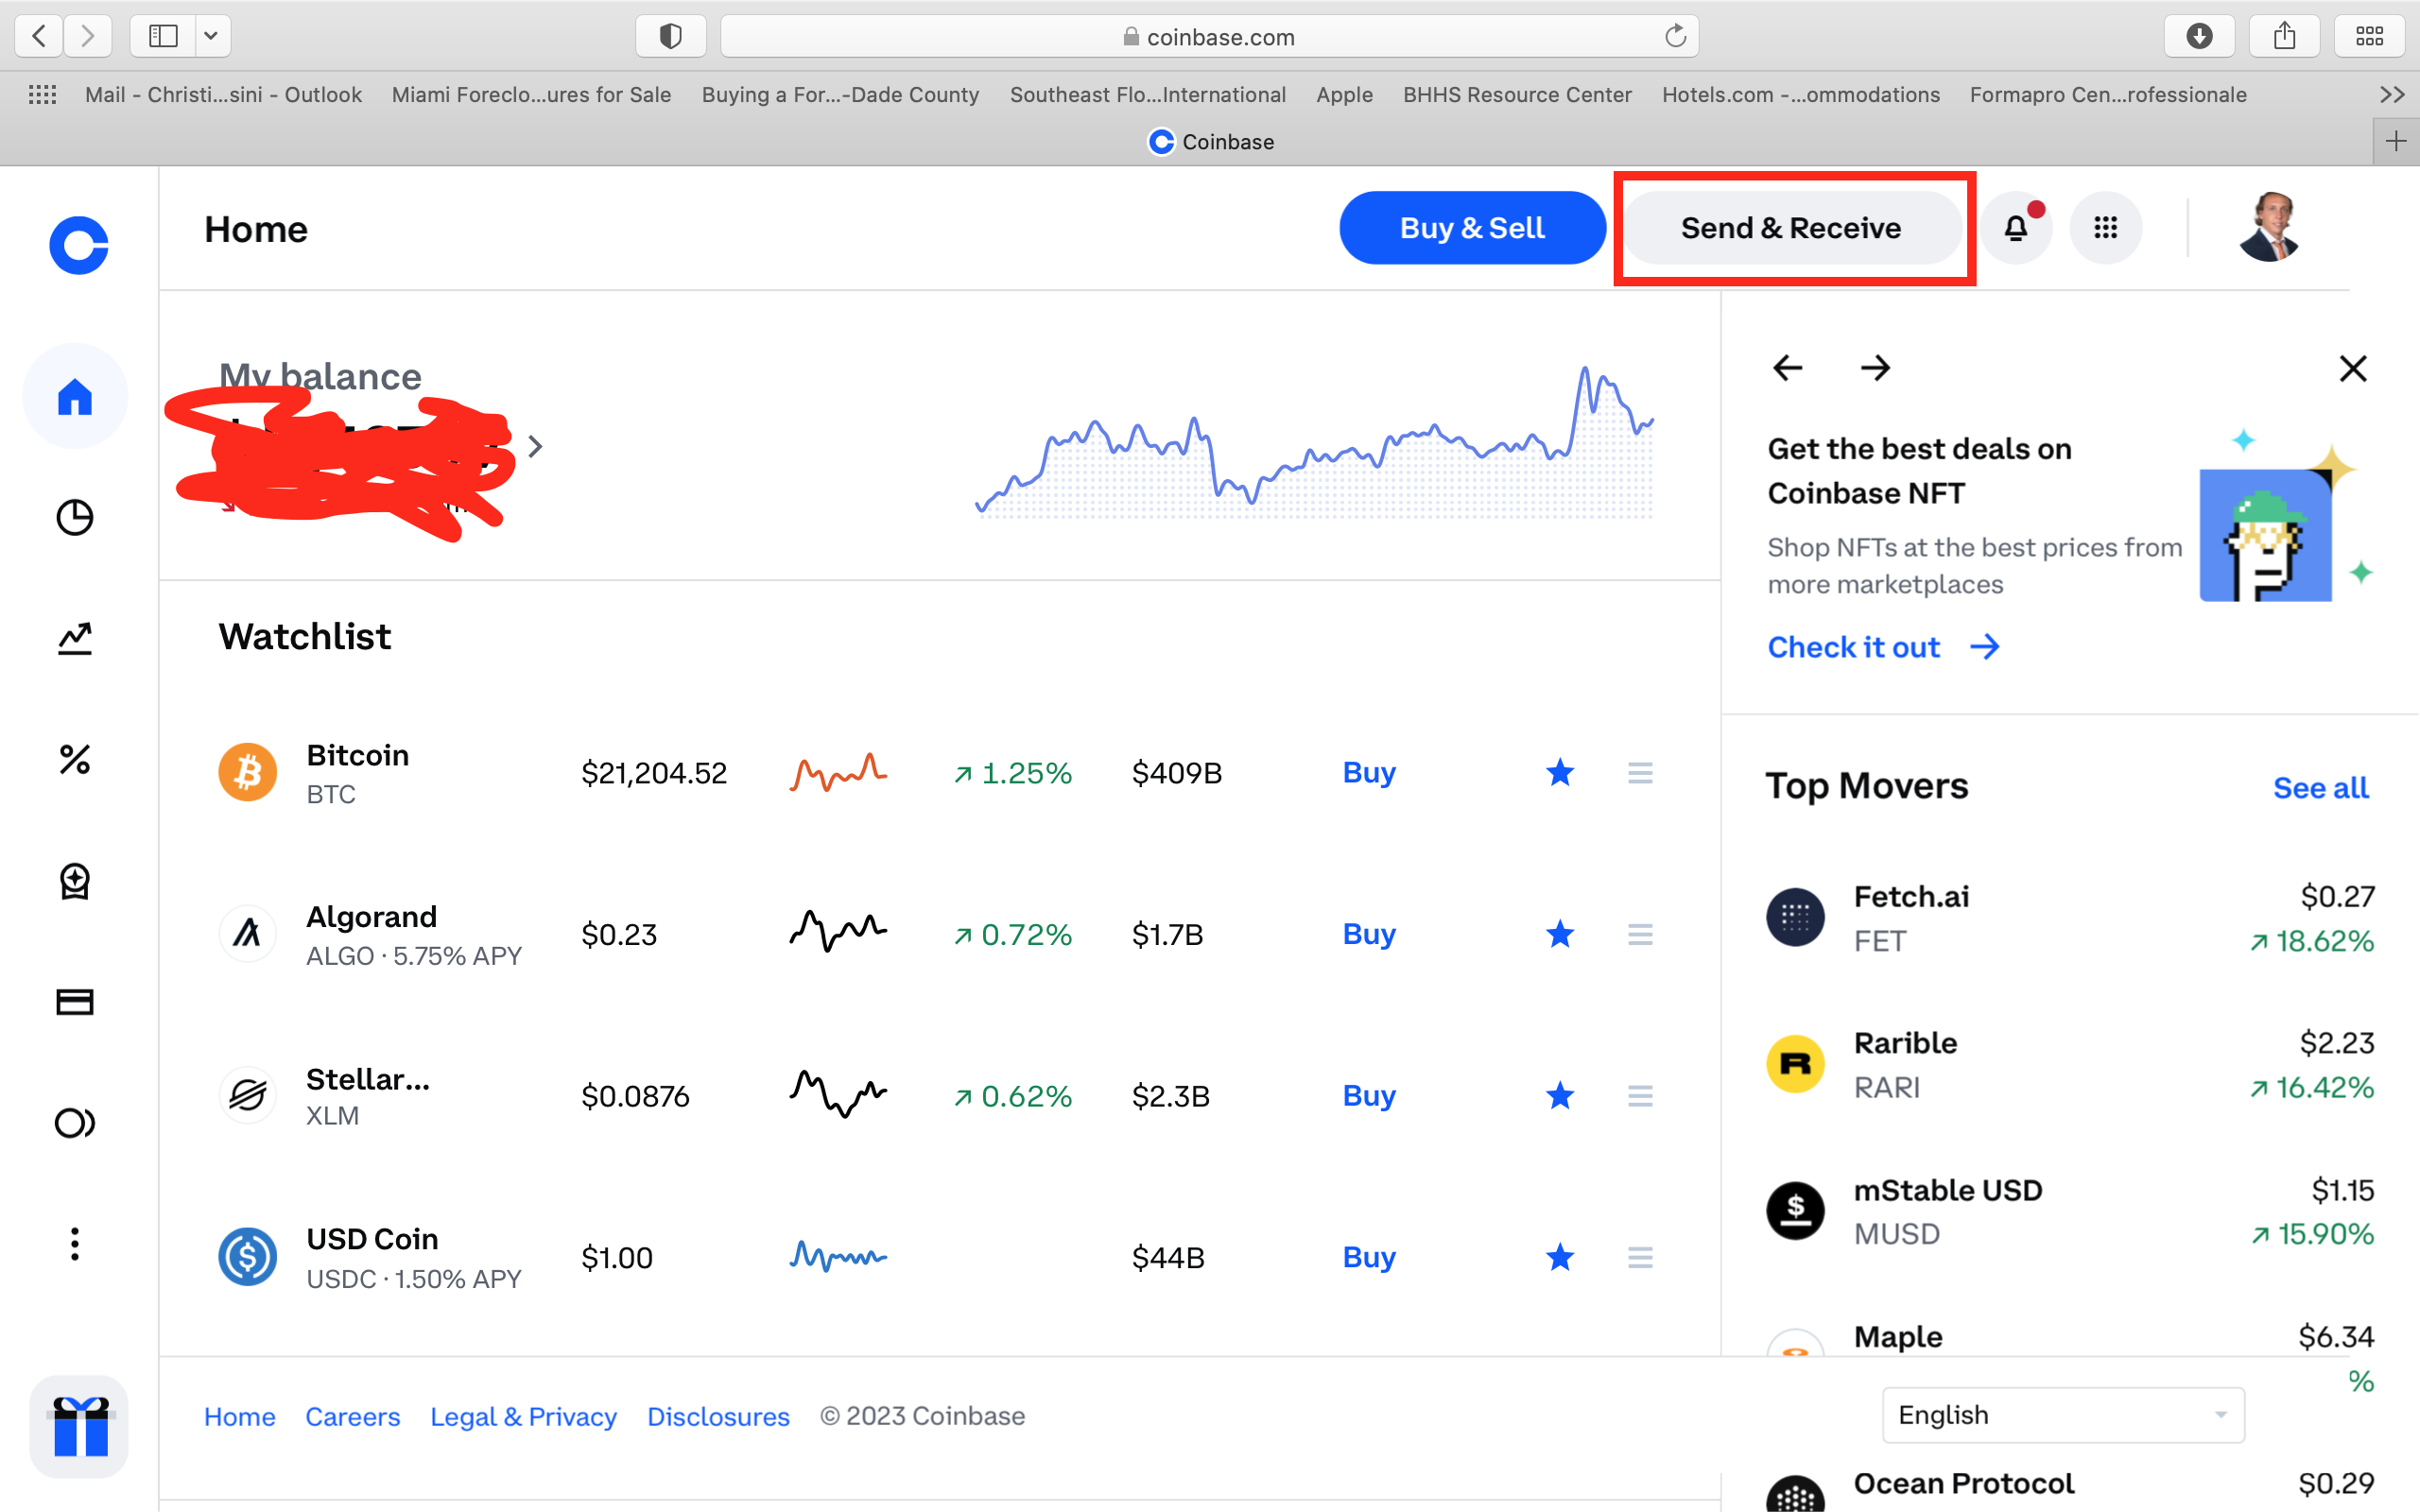 coinbase.com
Mail - Christi...sini - Outlook
Miami Foreclo...ures for Sale
Buying a For...-Dade County
Southeast Flo...International
Apple
BHHS Resource Center
Hotels.com -...ommodations
Formapro Cen...rofessionale
Coinbase
Home
Buy & Sell
Send & Receive
My balance
Get the best deals on
Coinbase NFT
Shop NFTs at the best prices from
more marketplaces
Check it out
Watchlist
Bitcoin
BTC
$21,204.52
1.25%
$409B
Buy
Algorand
ALGO · 5.75% APY
$0.23
0.72%
$1.7B
Buy
Stellar...
XLM
$0.0876
0.62%
$2.3B
Buy
USD Coin
USDC · 1.50% APY
$1.00
$44B
Buy
Top Movers
See all
Fetch.ai
FET
$0.27
18.62%
Rarible
RARI
$2.23
16.42%
mStable USD
MUSD
$1.15
15.90%
Maple
$6.34
%
Ocean Protocol
$0.29
Home
Careers
Legal & Privacy
Disclosures
© 2023 Coinbase
English